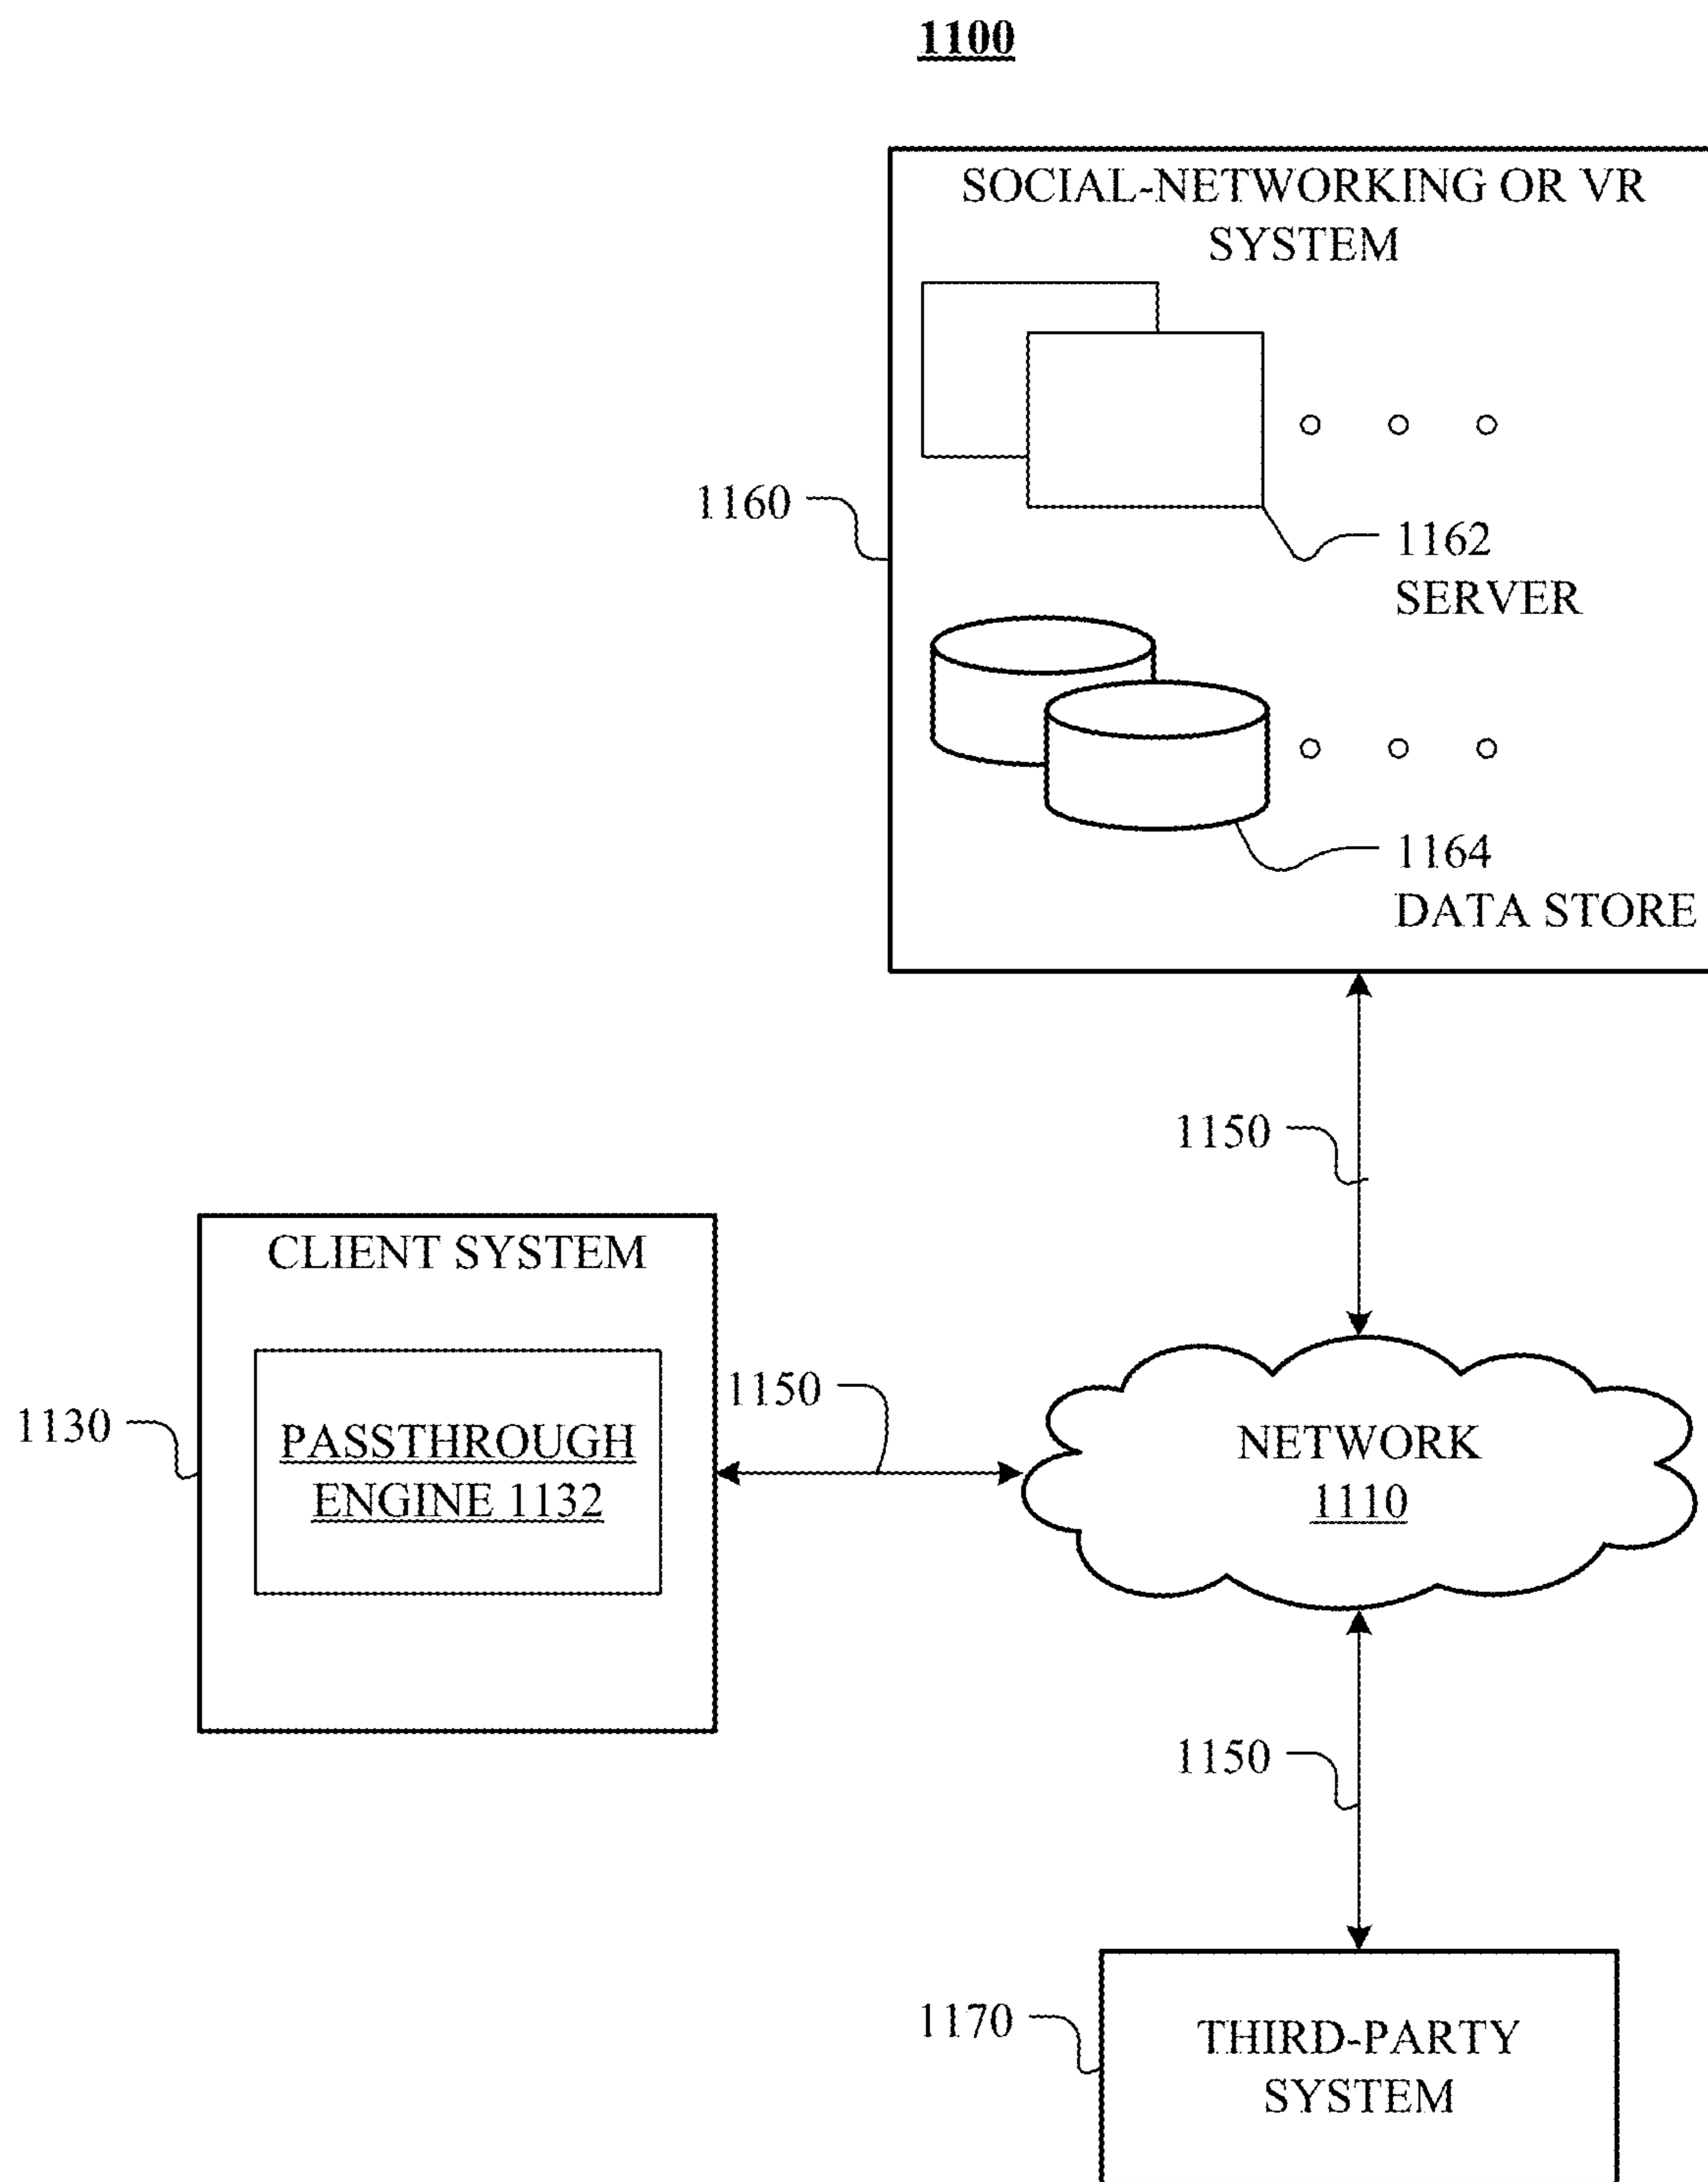 1100
SOCIAL-NETWORKING OR VR
SYSTEM
1160
1162
SERVER
1164
DATA STORE
1150
CLIENT SYSTEM
1130
PASSTHROUGH
ENGINE 1132
1150
NETWORK
1110
1150
1170
THIRD-PARTY
SYSTEM